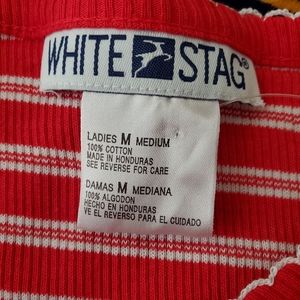 WHITE STAG®
LADIES M MEDIUM
100% COTTON
MADE IN HONDURAS
SEE REVERSE FOR CARE
DAMAS M MEDIANA
100% ALGODON
HECHO EN HONDURAS
VE EL REVERSO PARA EL CUIDADO